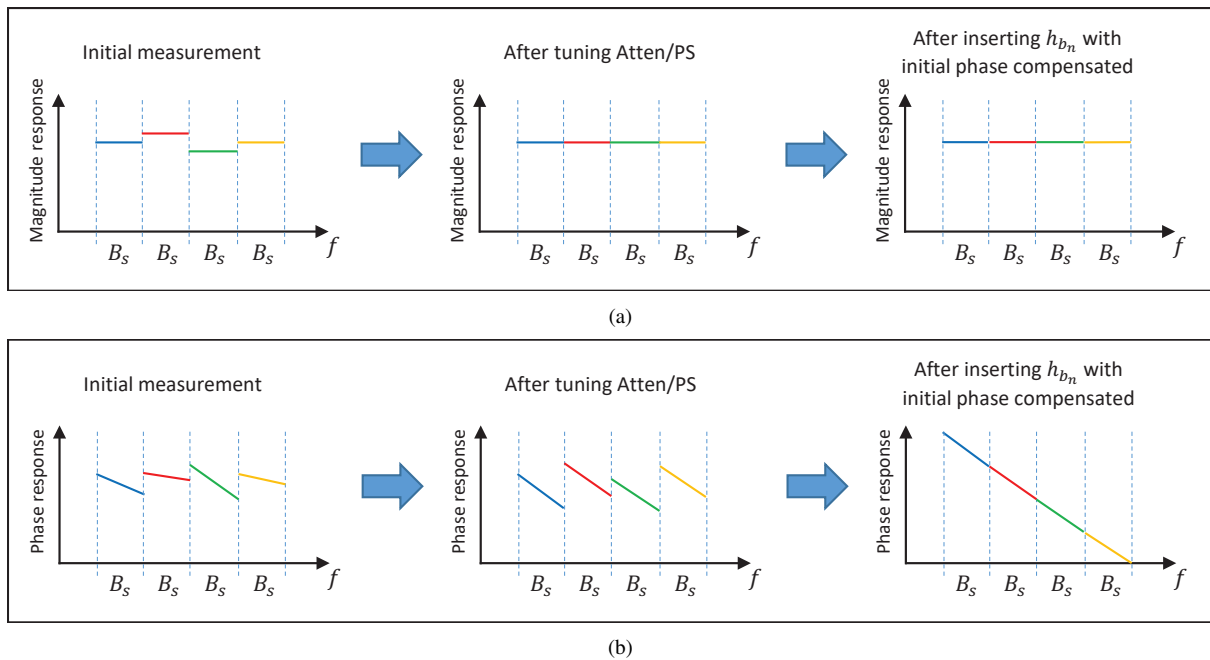 Initial measurement
After tuning Atten/PS
After inserting $h_{b_n}$ with
initial phase compensated
Magnitude response
Magnitude response
Magnitude response
f
f
f
$B_s$ $B_s$ $B_s$ $B_s$
$B_s$ $B_s$ $B_s$ $B_s$
$B_s$ $B_s$ $B_s$ $B_s$
(a)
Initial measurement
After tuning Atten/PS
After inserting $h_{b_n}$ with
initial phase compensated
Phase response
Phase response
Phase response
f
f
f
$B_s$ $B_s$ $B_s$ $B_s$
$B_s$ $B_s$ $B_s$ $B_s$
$B_s$ $B_s$ $B_s$ $B_s$
(b)